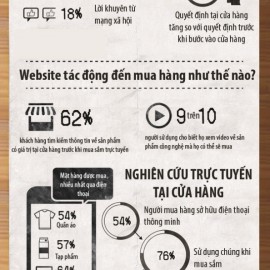 18%
Lời khuyên từ
mạng xã hội
Quyết định tại cửa hàng
tăng so với quyết định trước
khi bước vào cửa hàng
Website tác động đến mua hàng như thế nào?
62%
khách hàng tìm kiếm thông tin về sản phẩm
có giá trị tại cửa hàng trước khi mua sắm trực tuyến
9 trên 10
người sử dụng cho biết họ xem video về sản
phẩm công nghệ mà họ có thể sẽ mua
NGHIÊN CỨU TRỰC TUYẾN
TẠI CỬA HÀNG
Mặt hàng được mua
nhiều nhất qua điện
thoại
54%
Quần áo
57%
Tạp phẩm
54%
Người mua hàng sở hữu điện thoại
thông minh
76%
Sử dụng chúng khi
mua sắm